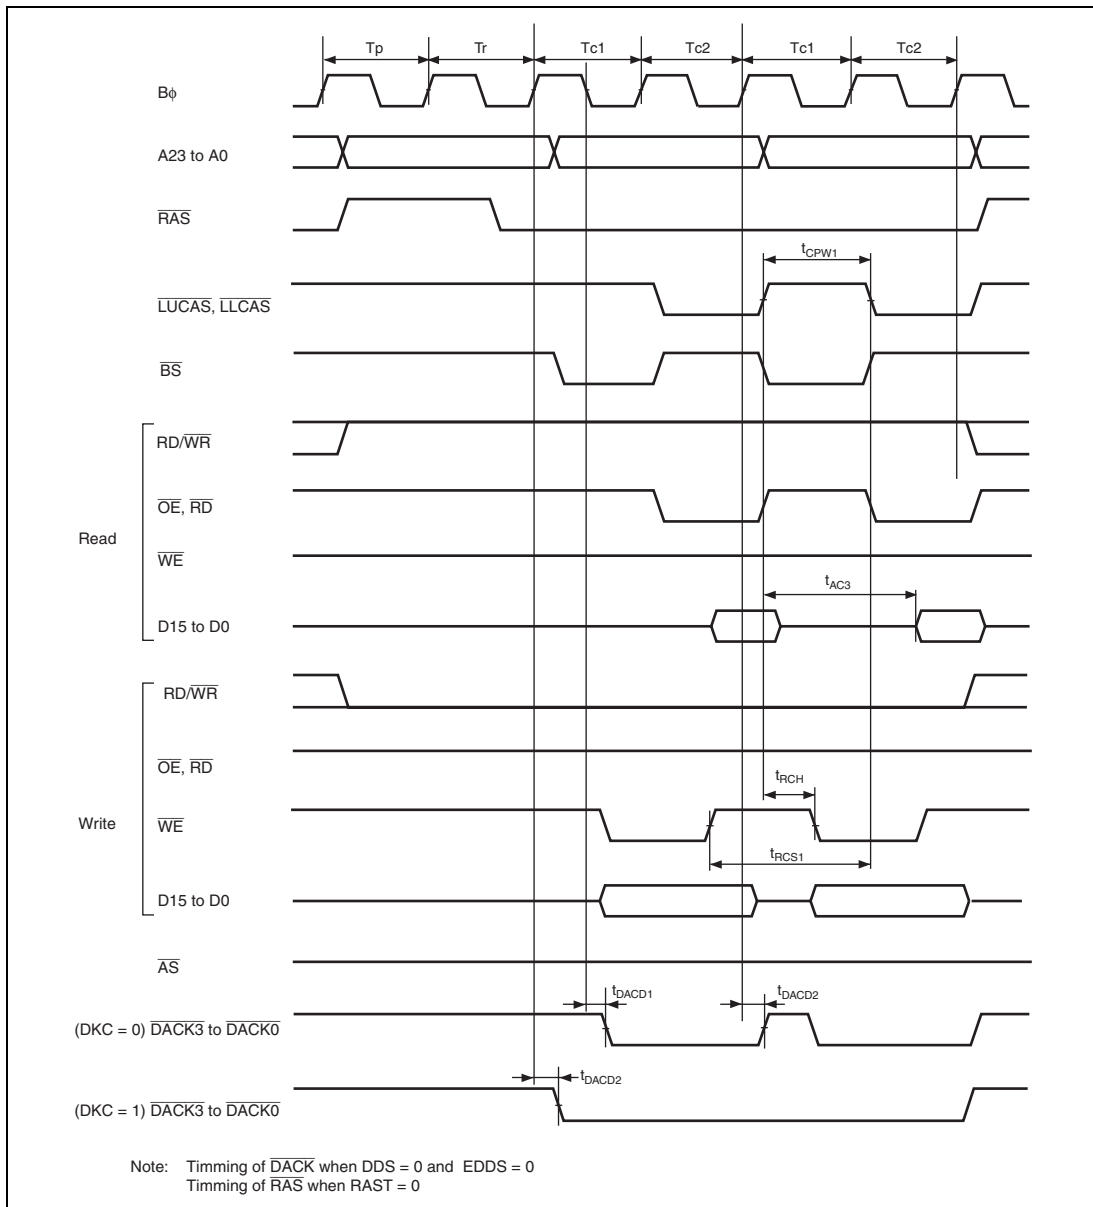 Tp Tr Tc1 Tc2 Tc1 Tc2
Bϕ
A23 to A0
RAS
tCPW1
LUCAS, LLCAS
BS
RD/WR
OE, RD
Read
WE
tAC3
D15 to D0
RD/WR
OE, RD
tRCH
Write
WE
tRCS1
D15 to D0
AS
tDACD1 tDACD2
(DKC = 0) DACK3 to DACK0
tDACD2
(DKC = 1) DACK3 to DACK0
Note: Timming of DACK when DDS = 0 and EDDS = 0
Timming of RAS when RAST = 0